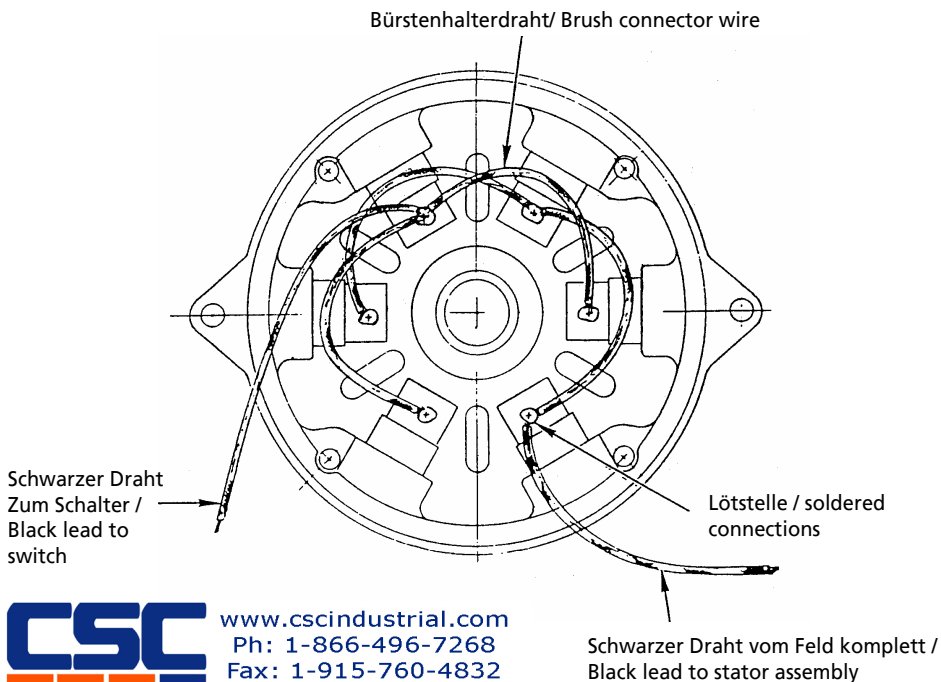 Bürstenhalterdraht/ Brush connector wire
Schwarzer Draht
Zum Schalter /
Black lead to
switch
Lötstelle / soldered
connections
CSC
www.cscindustrial.com
Ph: 1-866-496-7268
Fax: 1-915-760-4832
Schwarzer Draht vom Feld komplett /
Black lead to stator assembly